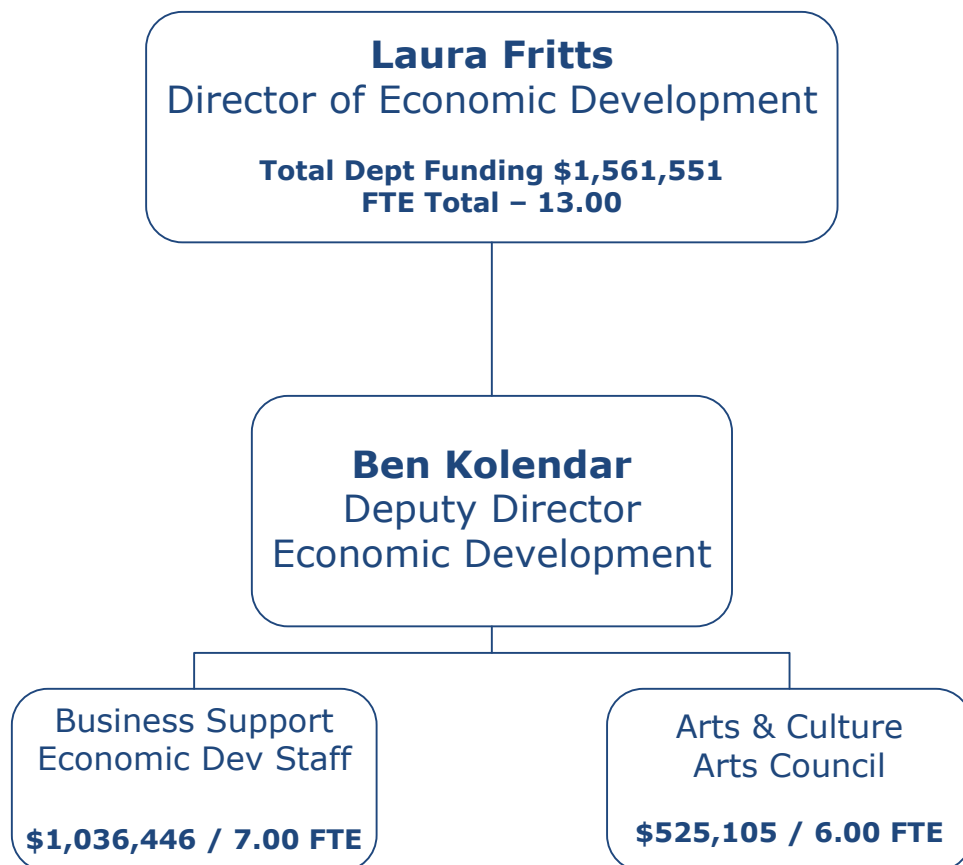 Laura Fritts
Director of Economic Development
Total Dept Funding $1,561,551
FTE Total – 13.00
Ben Kolendar
Deputy Director
Economic Development
Business Support
Economic Dev Staff
$1,036,446 / 7.00 FTE
Arts & Culture
Arts Council
$525,105 / 6.00 FTE